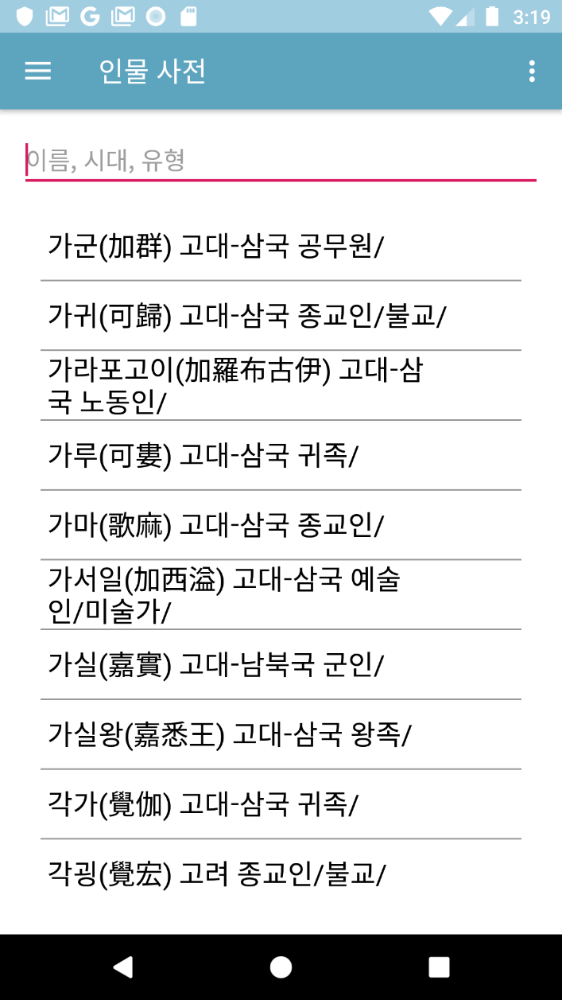 3:19
인물 사전
이름, 시대, 유형
가군(加群) 고대-삼국 공무원/
가귀(可歸) 고대-삼국 종교인/불교/
가라포고이(加羅布古伊) 고대-삼
국 노동인/
가루(可婁) 고대-삼국 귀족/
가마(歌麻) 고대-삼국 종교인/
가서일(加西溢) 고대-삼국 예술
인/미술가/
가실(嘉實) 고대-남북국 군인/
가실왕(嘉悉王) 고대-삼국 왕족/
각가(覺伽) 고대-삼국 귀족/
각굉(覺宏) 고려 종교인/불교/